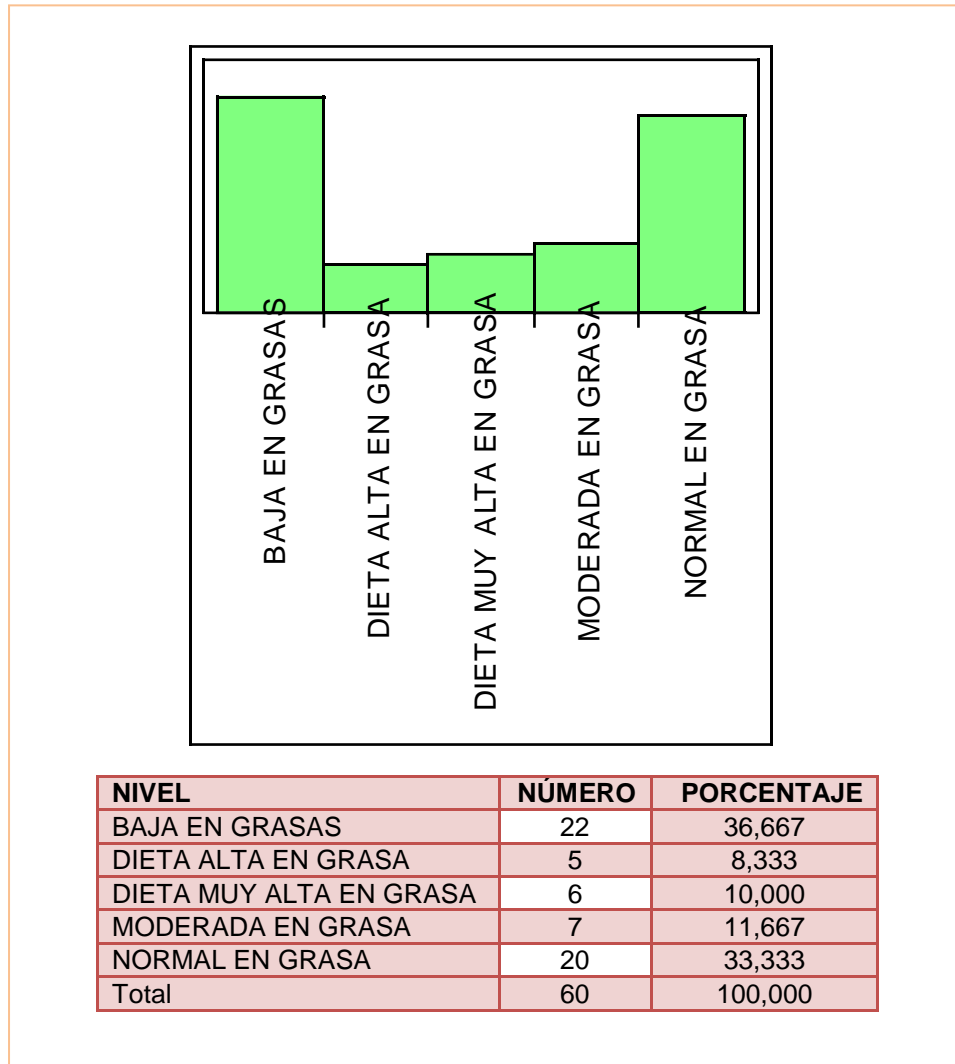 BAJA EN GRASAS
DIETA ALTA EN GRASA
DIETA MUY ALTA EN GRASA
MODERADA EN GRASA
NORMAL EN GRASA
NIVEL NÚMERO PORCENTAJE
BAJA EN GRASAS 22 36,667
DIETA ALTA EN GRASA 5 8,333
DIETA MUY ALTA EN GRASA 6 10,000
MODERADA EN GRASA 7 11,667
NORMAL EN GRASA 20 33,333
Total 60 100,000